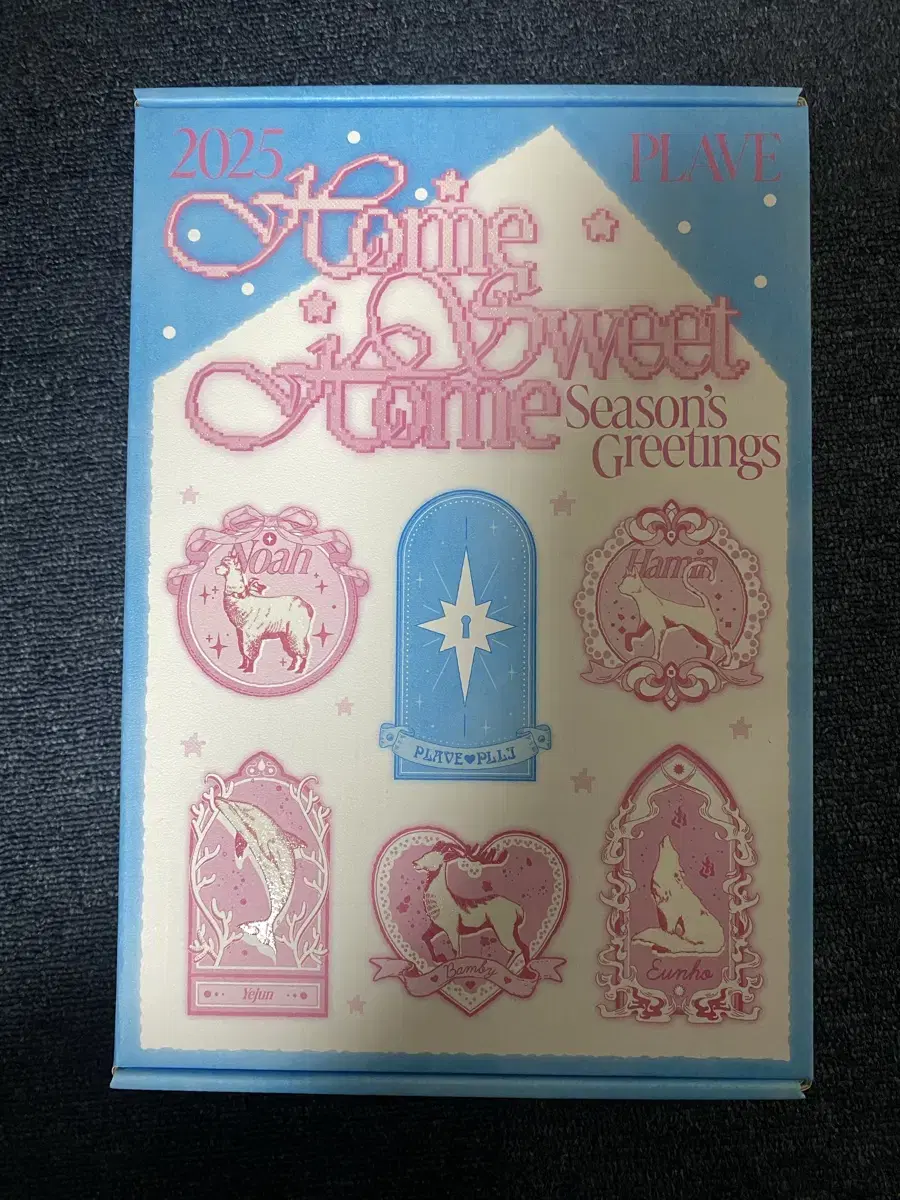 2025
PLAVE
Home
Sweet
Home
Season's
Greetings
Noah
Hamin
PLAVE♥PLLI
Yejun
Bamby
Eunho